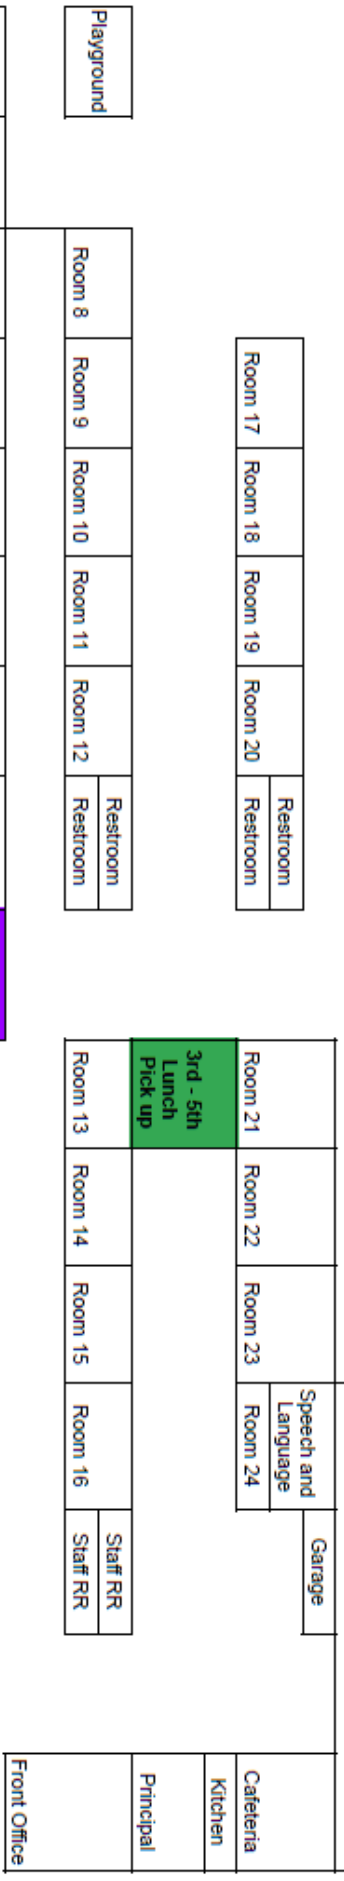 Playground
Room 8
Room 9
Room 10
Room 11
Room 12
Restroom
Restroom
Room 17
Room 18
Room 19
Room 20
Restroom
Restroom
Room 13
Room 14
Room 15
Room 16
Staff RR
Staff RR
3rd - 5th
Lunch
Pick up
Room 21
Room 22
Room 23
Room 24
Speech and
Language
Garage
Cafeteria
Kitchen
Principal
Front Office